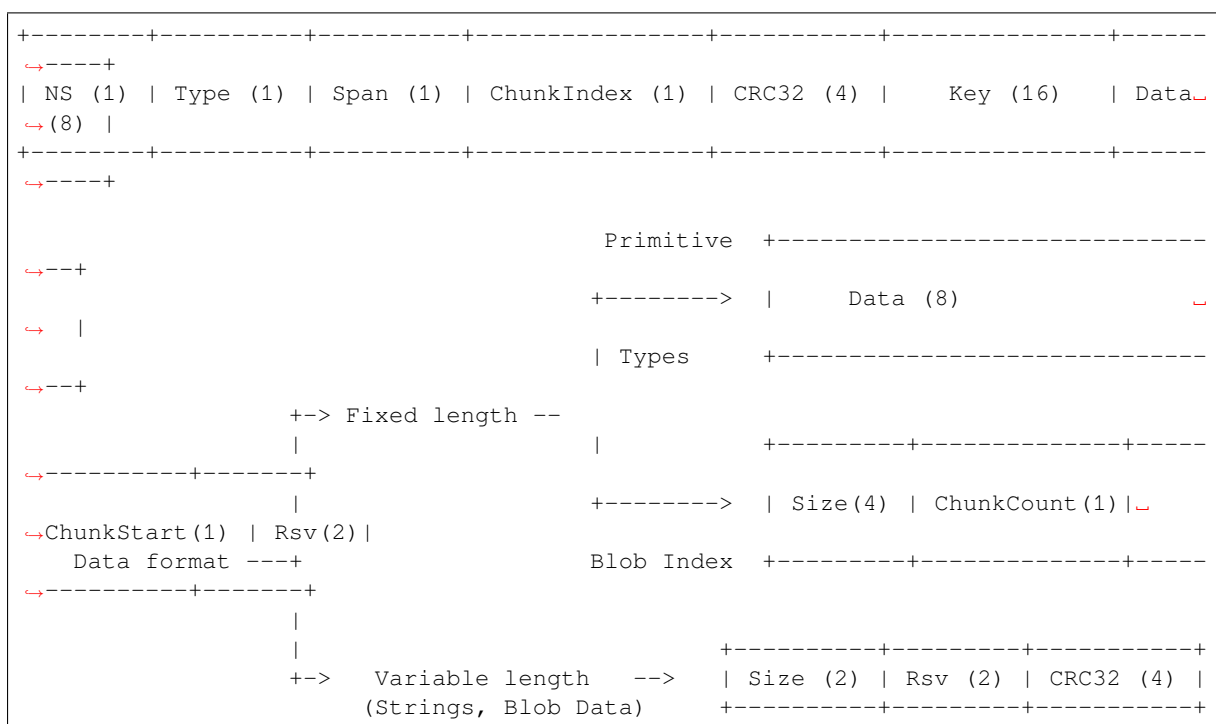 +--------+----------+----------+---------------+-----------+---------------+------
↪----+
| NS (1) | Type (1) | Span (1) | ChunkIndex (1) | CRC32 (4) |    Key (16)   | Data␣
↪(8) |
+--------+----------+----------+---------------+-----------+---------------+------
↪----+
Primitive  +------------------------------
↪--+
+-------->  |     Data (8)                ␣
↪  |
| Types     +------------------------------
↪--+
+-> Fixed length --
|                    |           +---------+--------------+-----
↪----------+-------+
|                    +-------->  | Size(4) | ChunkCount(1)|␣
↪ChunkStart(1) | Rsv(2)|
Data format ---+                    Blob Index  +---------+--------------+-----
↪----------+-------+
|
|                             +----------+---------+-----------+
+->   Variable length   -->   | Size (2) | Rsv (2) | CRC32 (4) |
(Strings, Blob Data)     +----------+---------+-----------+